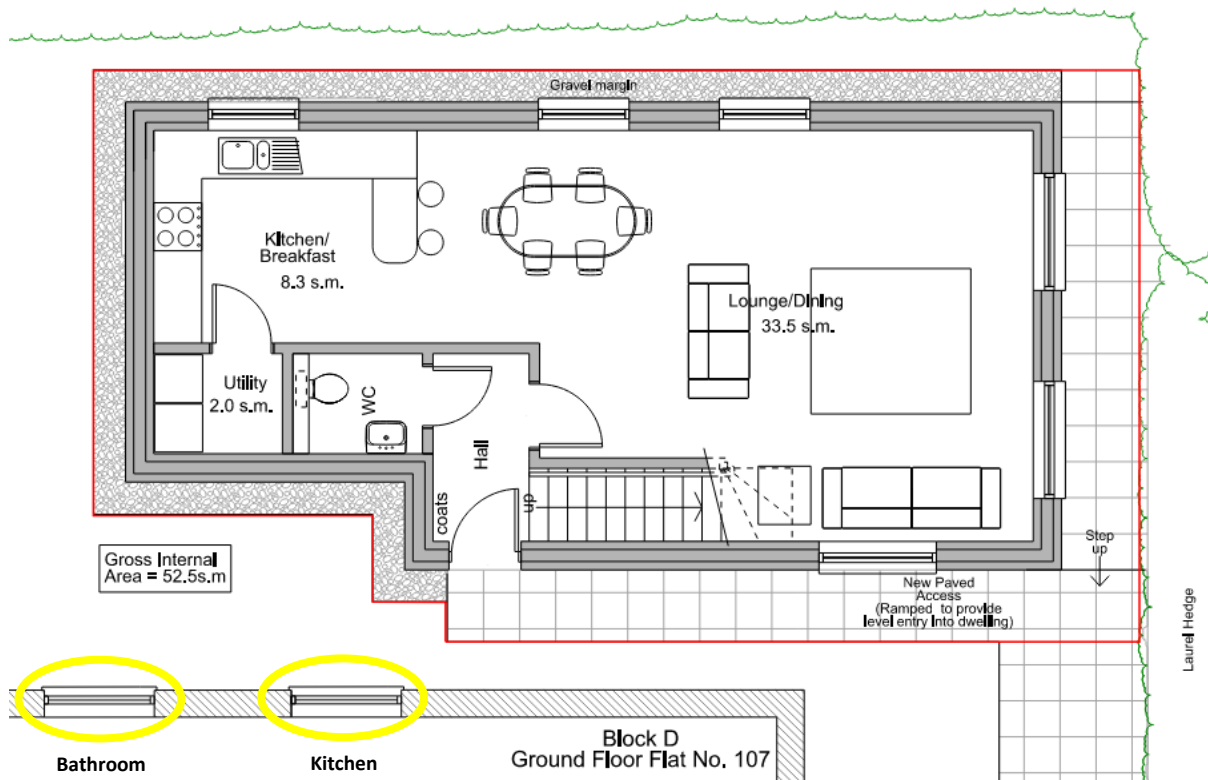 Gravel margin
Kitchen/
Breakfast
8.3 s.m.
Lounge/Dining
33.5 s.m.
Utility
2.0 s.m.
WC
Hall
coats
up
Step
up
Gross Internal
Area = 52.5s.m
New Paved
Access
(Ramped to provide
level entry into dwelling)
Laurel Hedge
Block D
Ground Floor Flat No. 107
Bathroom
Kitchen